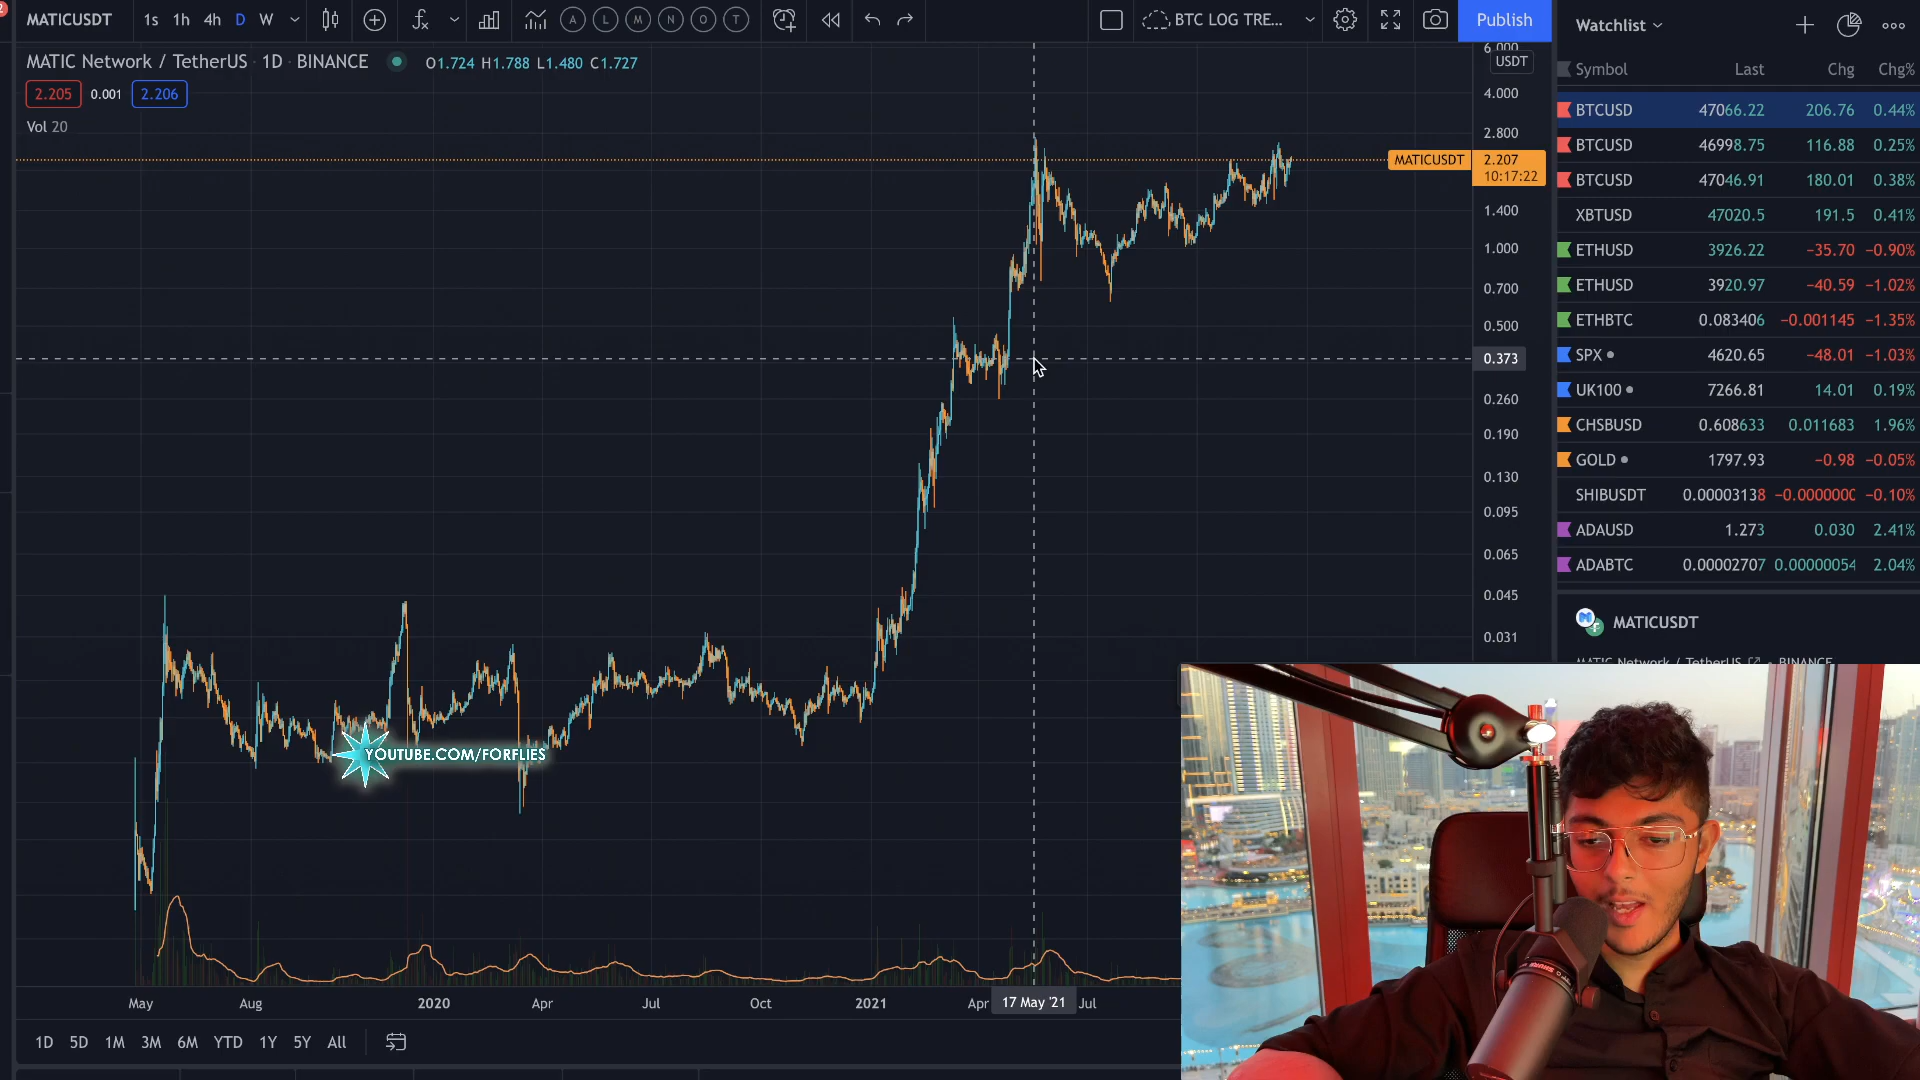 MATICUSDT 1s 1h 4h D W A L M N O T BTC LOG TRE... Publish
MATIC Network / TetherUS · 1D · BINANCE O1.724 H1.788 L1.480 C1.727
2.205 0.001 2.206
Vol 20
6.000
USDT
4.000
2.800
MATICUSDT 2.207
10:17:22
1.400
1.000
0.700
0.500
0.373
0.260
0.190
0.130
0.095
0.065
0.045
0.031
YOUTUBE.COM/FORFLIES
May Aug 2020 Apr Jul Oct 2021 Apr 17 May '21 Jul
1D 5D 1M 3M 6M YTD 1Y 5Y All
Watchlist
Symbol Last Chg Chg%
BTCUSD 47066.22 206.76 0.44%
BTCUSD 46998.75 116.88 0.25%
BTCUSD 47046.91 180.01 0.38%
XBTUSD 47020.5 191.5 0.41%
ETHUSD 3926.22 −35.70 −0.90%
ETHUSD 3920.97 −40.59 −1.02%
ETHBTC 0.083406 −0.001145 −1.35%
SPX 4620.65 −48.01 −1.03%
UK100 7266.81 14.01 0.19%
CHSBUSD 0.608633 0.011683 1.96%
GOLD 1797.93 −0.98 −0.05%
SHIBUSDT 0.00003138 −0.0000000 −0.10%
ADAUSD 1.273 0.030 2.41%
ADABTC 0.00002707 0.00000054 2.04%
MATICUSDT
MATIC Network / TetherUS · BINANCE